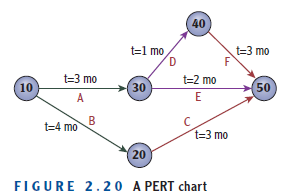 40
t=1 mo
t=3 mo
D
F
t=3 mo
t=2 mo
10
30
50
A
E
B
C
t=4 mo
t=3 mo
20
FIGURE 2.20 A PERT chart